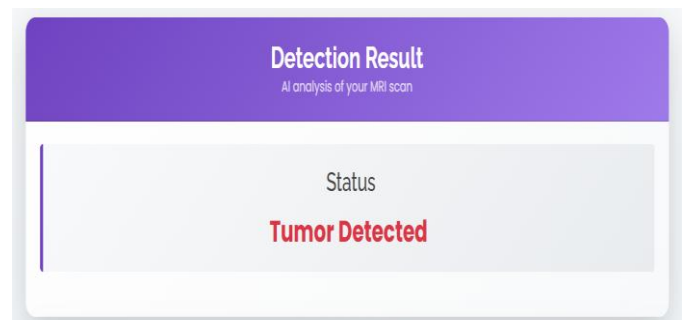 Detection Result
AI analysis of your MRI scan
Status
Tumor Detected